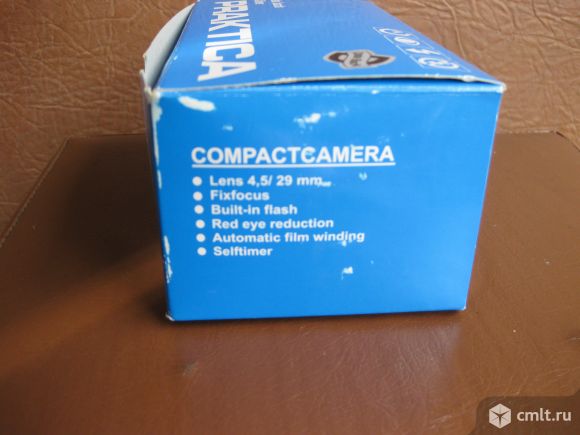 PRAKTICA
COMPACTCAMERA
● Lens 4,5/ 29 mm
● Fixfocus
● Built-in flash
● Red eye reduction
● Automatic film winding
● Selftimer
cmlt.ru